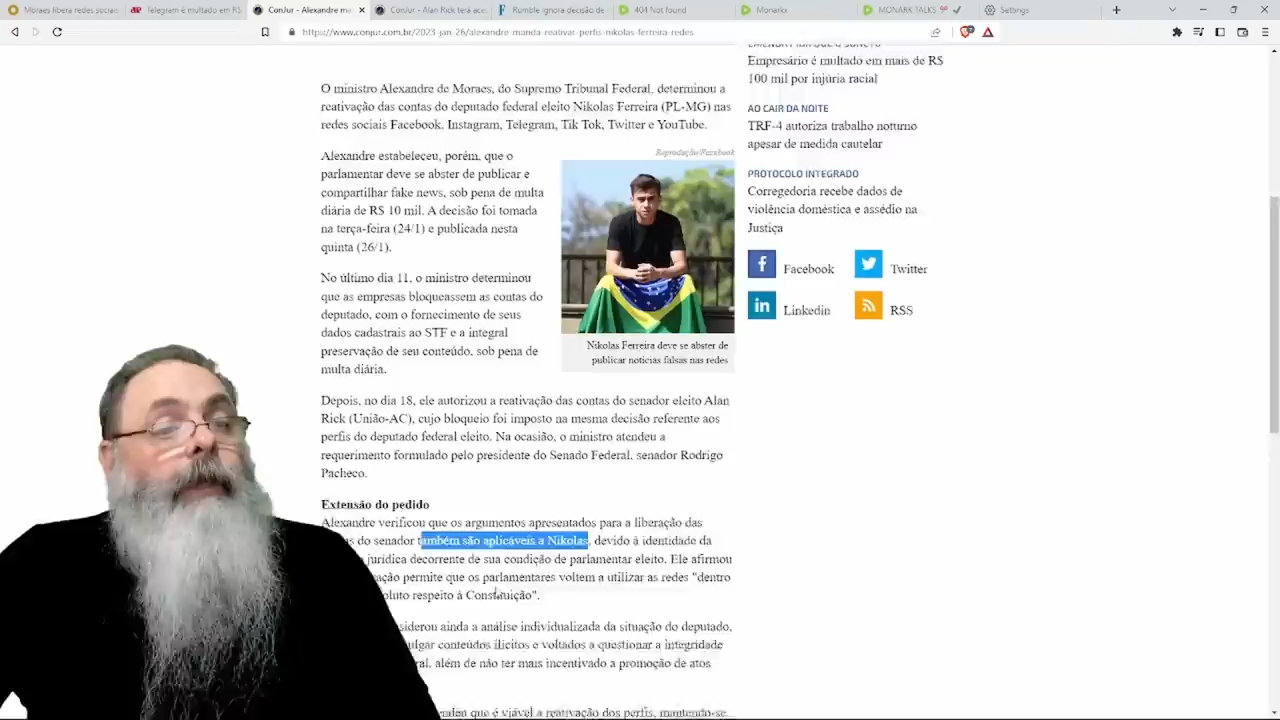 Moraes libera redes sociais
Telegram é multado em R$
ConJur - Alexandre ma
ConJur - Alan Rick terá acc
Rumble ignora decisão de
404 Not found
Monarkx
MONARK TALKS
Settings
https://www.conjur.com.br/2023-jan-26/alexandre-manda-reativar-perfis-nikolas-ferreira-redes
O ministro Alexandre de Moraes, do Supremo Tribunal Federal, determinou a
reativação das contas do deputado federal eleito Nikolas Ferreira (PL-MG) nas
redes sociais Facebook, Instagram, Telegram, Tik Tok, Twitter e YouTube.
Reprodução/Facebook
Alexandre estabeleceu, porém, que o
parlamentar deve se abster de publicar e
compartilhar fake news, sob pena de multa
diária de R$ 10 mil. A decisão foi tomada
na terça-feira (24/1) e publicada nesta
quinta (26/1).
No último dia 11, o ministro determinou
que as empresas bloqueassem as contas do
deputado, com o fornecimento de seus
dados cadastrais ao STF e a integral
preservação de seu conteúdo, sob pena de
multa diária.
Nikolas Ferreira deve se abster de
publicar notícias falsas nas redes
Depois, no dia 18, ele autorizou a reativação das contas do senador eleito Alan
Rick (União-AC), cujo bloqueio foi imposto na mesma decisão referente aos
perfis do deputado federal eleito. Na ocasião, o ministro atendeu a
requerimento formulado pelo presidente do Senado Federal, senador Rodrigo
Pacheco.
Extensão do pedido
Alexandre verificou que os argumentos apresentados para a liberação das
do senador também são aplicáveis a Nikolas, devido à identidade da
jurídica decorrente de sua condição de parlamentar eleito. Ele afirmou
permite que os parlamentares voltem a utilizar as redes "dentro
respeito à Constituição".
ainda a análise individualizada da situação do deputado,
conteúdos ilícitos e voltados a questionar a integridade
além de não ter mais incentivado a promoção de atos
que é viável a reativação dos perfis, mantendo-se
Empresário é multado em mais de R$
100 mil por injúria racial
AO CAIR DA NOITE
TRF-4 autoriza trabalho noturno
apesar de medida cautelar
PROTOCOLO INTEGRADO
Corregedoria recebe dados de
violência doméstica e assédio na
Justiça
Facebook
Twitter
Linkedin
RSS